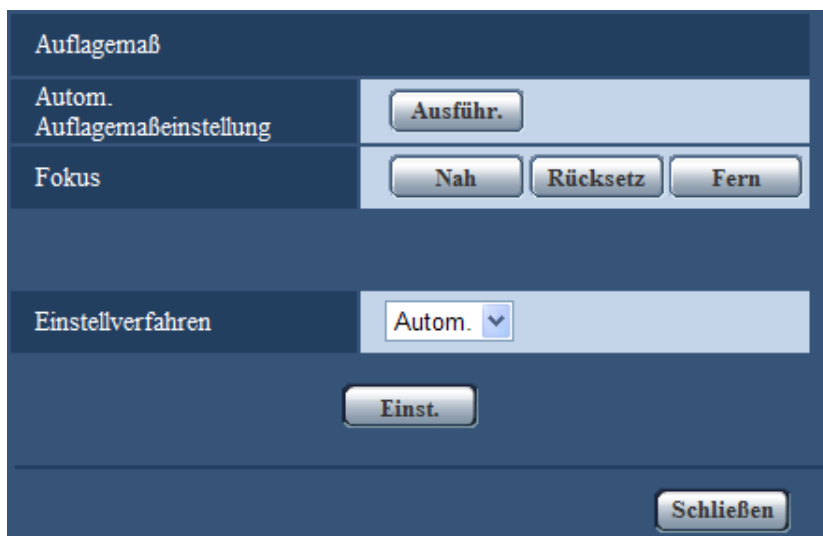 Auflagemaß
Autom.
Auflagemaßeinstellung
Ausführ.
Fokus
Nah Rücksetz Fern
Einstellverfahren
Autom.
Einst.
Schließen